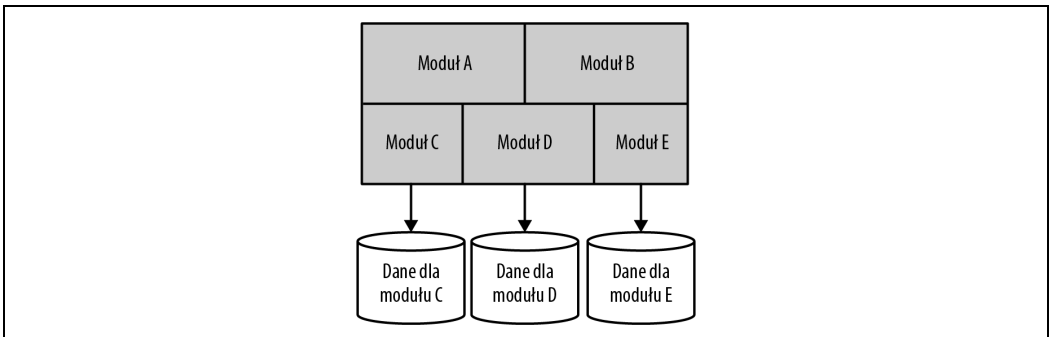 Moduł A
Moduł B
Moduł C
Moduł D
Moduł E
Dane dla
modułu C
Dane dla
modułu D
Dane dla
modułu E